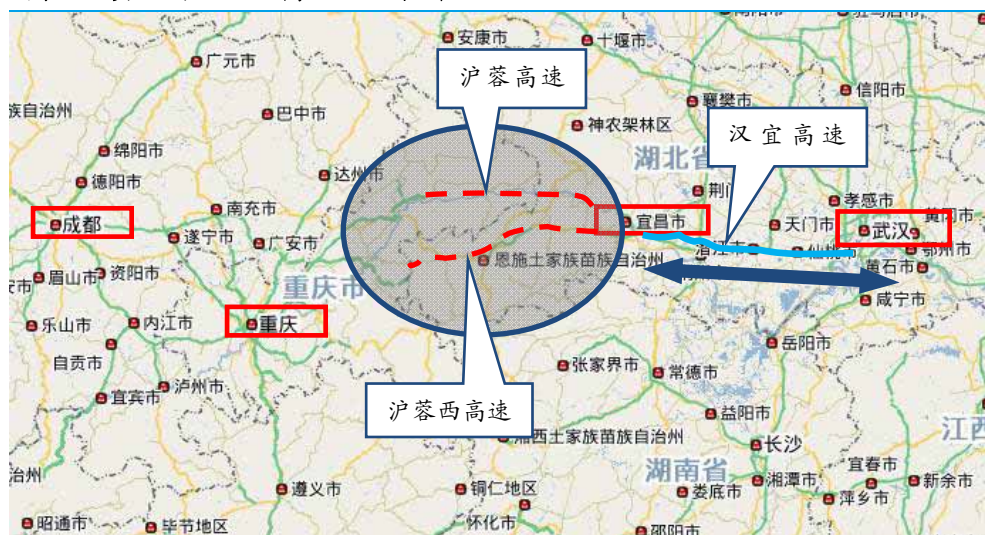 安康市
十堰市
广元市
沪蓉高速
信阳市
襄樊市
族自治州
巴中市
神农架林区
汉宜高速
绵阳市
湖北省
达州市
德阳市
荆门
孝感市
南充市
宜昌市
黄冈市
成都
天门市
武汉
遂宁市
广安市
潜江市
仙桃市
鄂州市
恩施土家族苗族自治州
资阳市
眉山市
黄石市
安市
重庆市
咸宁市
乐山市
内江市
重庆
岳阳市
自贡市
张家界市
常德市
泸州市
宜宾市
沪蓉西高速
益阳市
江西
湘西土家族苗族自治州
长沙
湖南省
宜春市
治州
湘潭市
新余市
遵义市
铜仁地区
娄底市
萍乡市
昭通市
毕节地区
怀化市
邵阳市